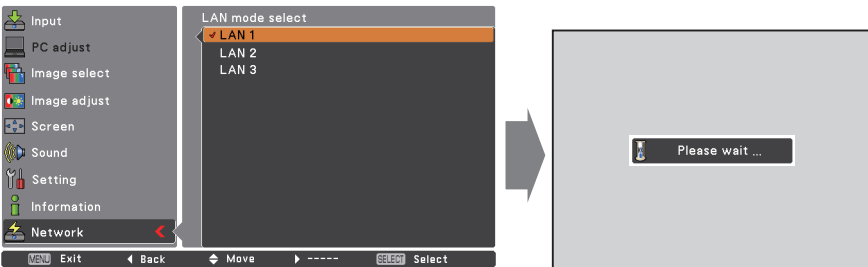 Input
PC adjust
Image select
Image adjust
Screen
Sound
Setting
Information
Network
LAN mode select
✔ LAN 1
LAN 2
LAN 3
MENU Exit ◀ Back Move ▶ ----- SELECT Select
Please wait ...